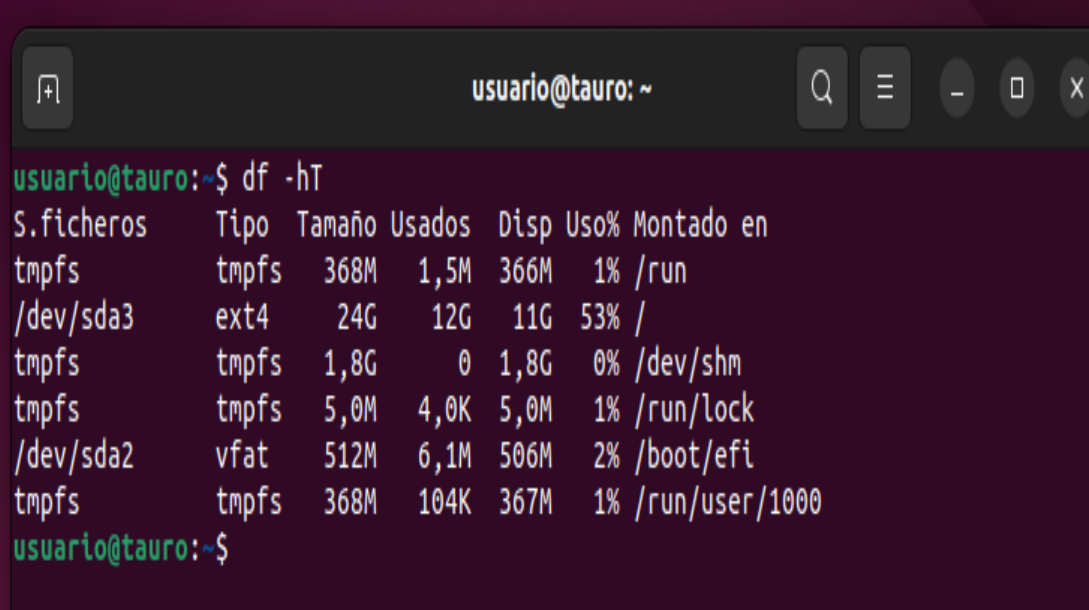 usuario@tauro: ~
usuario@tauro:~$ df -hT
S.ficheros Tipo Tamaño Usados Disp Uso% Montado en
tmpfs tmpfs 368M 1,5M 366M 1% /run
/dev/sda3 ext4 24G 12G 11G 53% /
tmpfs tmpfs 1,8G 0 1,8G 0% /dev/shm
tmpfs tmpfs 5,0M 4,0K 5,0M 1% /run/lock
/dev/sda2 vfat 512M 6,1M 506M 2% /boot/efi
tmpfs tmpfs 368M 104K 367M 1% /run/user/1000
usuario@tauro:~$